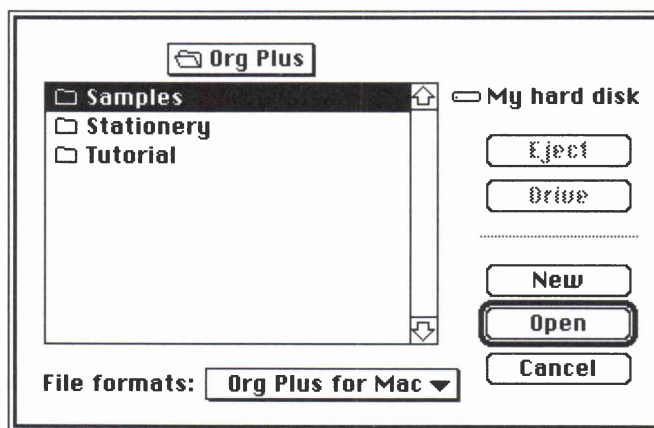 Org Plus
Samples
Stationery
Tutorial
My hard disk
Eject
Drive
New
Open
Cancel
File formats: Org Plus for Mac